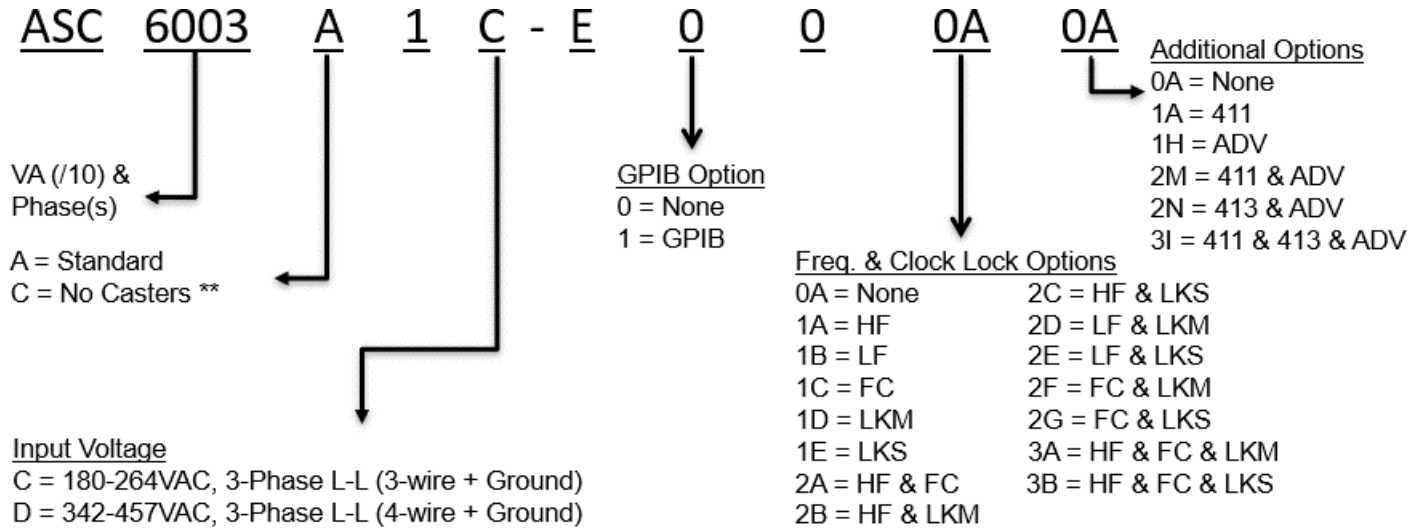 ASC 6003 A 1 C - E 0 0 0A 0A
Additional Options
0A = None
1A = 411
1H = ADV
2M = 411 & ADV
2N = 413 & ADV
3I = 411 & 413 & ADV
VA (/10) &
Phase(s)
GPIB Option
0 = None
1 = GPIB
A = Standard
C = No Casters **
Freq. & Clock Lock Options
0A = None
1A = HF
1B = LF
1C = FC
1D = LKM
1E = LKS
2A = HF & FC
2B = HF & LKM
2C = HF & LKS
2D = LF & LKM
2E = LF & LKS
2F = FC & LKM
2G = FC & LKS
3A = HF & FC & LKM
3B = HF & FC & LKS
Input Voltage
C = 180-264VAC, 3-Phase L-L (3-wire + Ground)
D = 342-457VAC, 3-Phase L-L (4-wire + Ground)